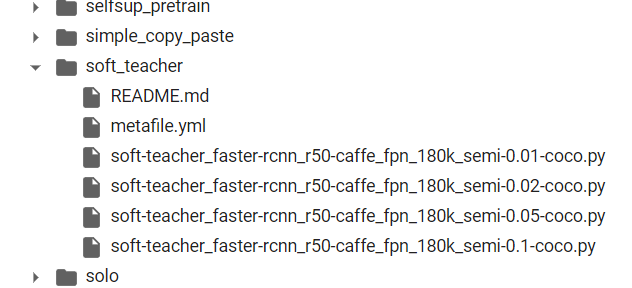 selfsup_pretrain
simple_copy_paste
soft_teacher
README.md
metafile.yml
soft-teacher_faster-rcnn_r50-caffe_fpn_180k_semi-0.01-coco.py
soft-teacher_faster-rcnn_r50-caffe_fpn_180k_semi-0.02-coco.py
soft-teacher_faster-rcnn_r50-caffe_fpn_180k_semi-0.05-coco.py
soft-teacher_faster-rcnn_r50-caffe_fpn_180k_semi-0.1-coco.py
solo